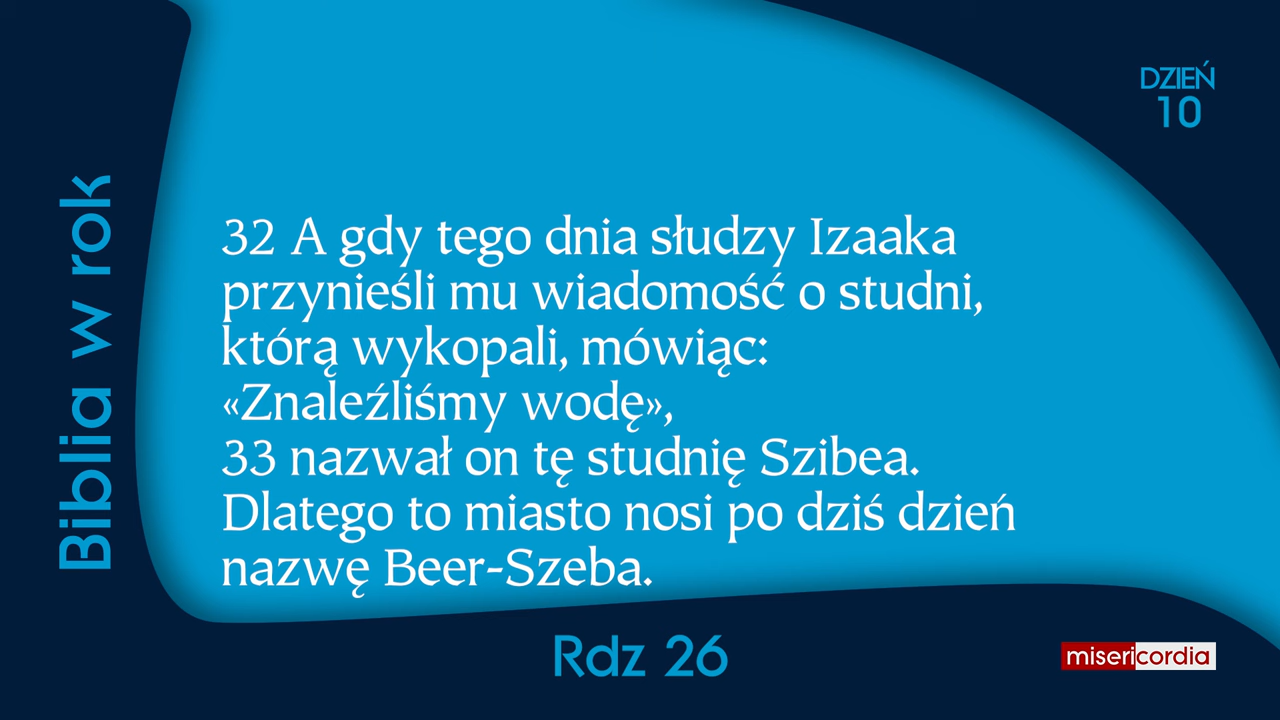 DZIEŃ
10
Biblia w rok
32 A gdy tego dnia słudzy Izaaka
przynieśli mu wiadomość o studni,
którą wykopali, mówiąc:
«Znaleźliśmy wodę»,
33 nazwał on tę studnię Szibea.
Dlatego to miasto nosi po dziś dzień
nazwę Beer-Szeba.
Rdz 26
misericordia